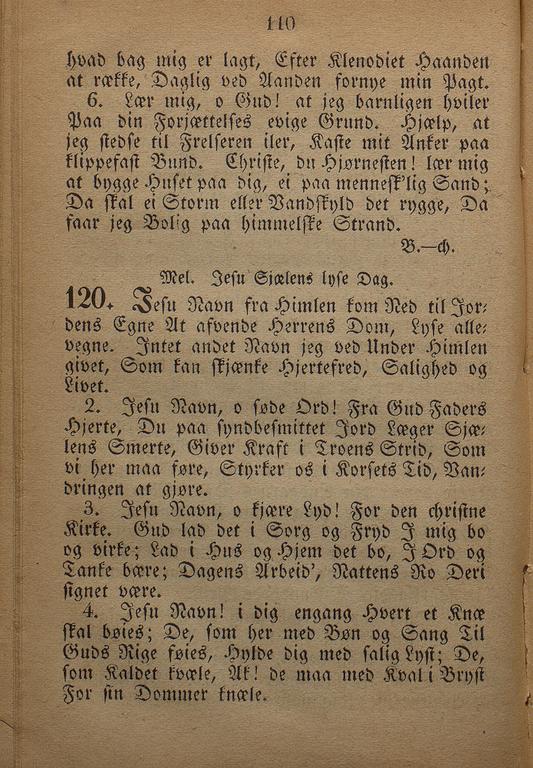 110
hvad bag mig er lagt, Efter Klenodiet Haanden
at række, Daglig ved Aanden fornye min Pagt.
6. Lær mig, o Gud! at jeg barnligen hviler
Paa din Forjættelses evige Grund. Hjælp, at
jeg stedse til Frelseren iler, Kaste mit Anker paa
klippefast Bund. Christe, du Hjørnesten! lær mig
at bygge Huset paa dig, ei paa mennesk'lig Sand;
Da skal ei Storm eller Vandskyld det rygge, Da
faar jeg Bolig paa himmelske Strand.
B.—ch.
Mel. Jesu Sjælens lyse Dag.
120. Jesu Navn fra Himlen kom Ned til Jor-
dens Egne At afvende Herrens Dom, Lyse alle-
vegne. Intet andet Navn jeg ved Under Himlen
givet, Som kan skjænke Hjertefred, Salighed og
Livet.
2. Jesu Navn, o søde Ord! Fra Gud Faders
Hjerte, Du paa syndbesmittet Jord Læger Sjæ-
lens Smerte, Giver Kraft i Troens Strid, Som
vi her maa føre, Styrker os i Korsets Tid, Van-
dringen at gjøre.
3. Jesu Navn, o kjære Lyd! For den christne
Kirke. Gud lad det i Sorg og Fryd J mig bo
og virke; Lad i Hus og Hjem det bo, J Ord og
Tanke bære; Dagens Arbeid', Nattens Ro Deri
signet være.
4. Jesu Navn! i dig engang Hvert et Knæ
skal bøies; De, som her med Bøn og Sang Til
Guds Rige føies, Hylde dig med salig Lyst; De,
som Kaldet kvæle, Ak! de maa med Kval i Bryst
For sin Dommer knæle.